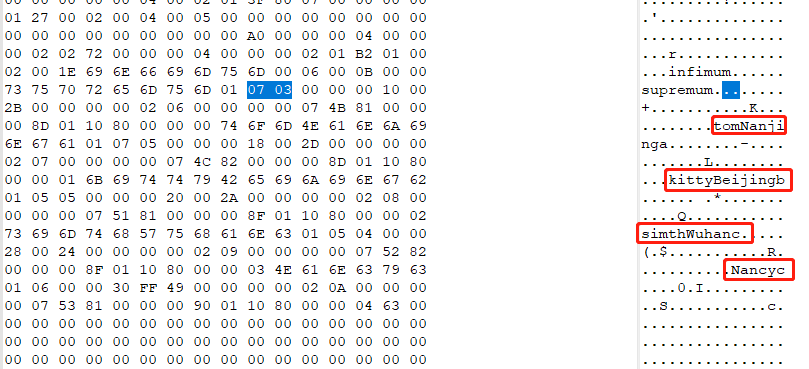 01 27 00 02 00 04 00 05 00 00 00 00 00 00 00 00 .'..............
00 00 00 00 00 00 00 00 00 A0 00 00 00 04 00 00 ................
00 02 02 72 00 00 00 04 00 00 00 02 01 B2 01 00 ...r............
02 00 1E 69 6E 66 69 6D 75 6D 00 06 00 0B 00 00 ...infimum......
73 75 70 72 65 6D 75 6D 01 07 03 00 00 00 10 00 supremum........
2B 00 00 00 00 02 06 00 00 00 00 07 4B 81 00 00 +...........K...
00 8D 01 10 80 00 00 00 74 6F 6D 4E 61 6E 6A 69 ........tomNanji
6E 67 61 01 07 05 00 00 00 18 00 2D 00 00 00 00 nga........-....
02 07 00 00 00 00 07 4C 82 00 00 00 8D 01 10 80 .......L........
00 00 01 6B 69 74 74 79 42 65 69 6A 69 6E 67 62 ...kittyBeijingb
01 05 05 00 00 00 20 00 2A 00 00 00 00 00 02 08 ...... .*.......
00 00 00 00 07 51 81 00 00 00 8F 01 10 80 00 00 02 ....Q...........
73 69 6D 74 68 57 75 68 61 6E 63 01 05 04 00 00 simthWuhanc.....
28 00 24 00 00 00 00 02 09 00 00 00 00 07 52 82 (.$...........R.
00 00 00 8F 01 10 80 00 00 03 4E 61 6E 63 79 63 ..........Nancyc
01 06 00 00 30 FF 49 00 00 00 00 02 0A 00 00 00 ....0.I.........
00 07 53 81 00 00 00 90 01 10 80 00 00 04 63 00 ..S...........c.
00 00 00 00 00 00 00 00 00 00 00 00 00 00 00 00 ................
00 00 00 00 00 00 00 00 00 00 00 00 00 00 00 00 ................
00 00 00 00 00 00 00 00 00 00 00 00 00 00 00 00 ................